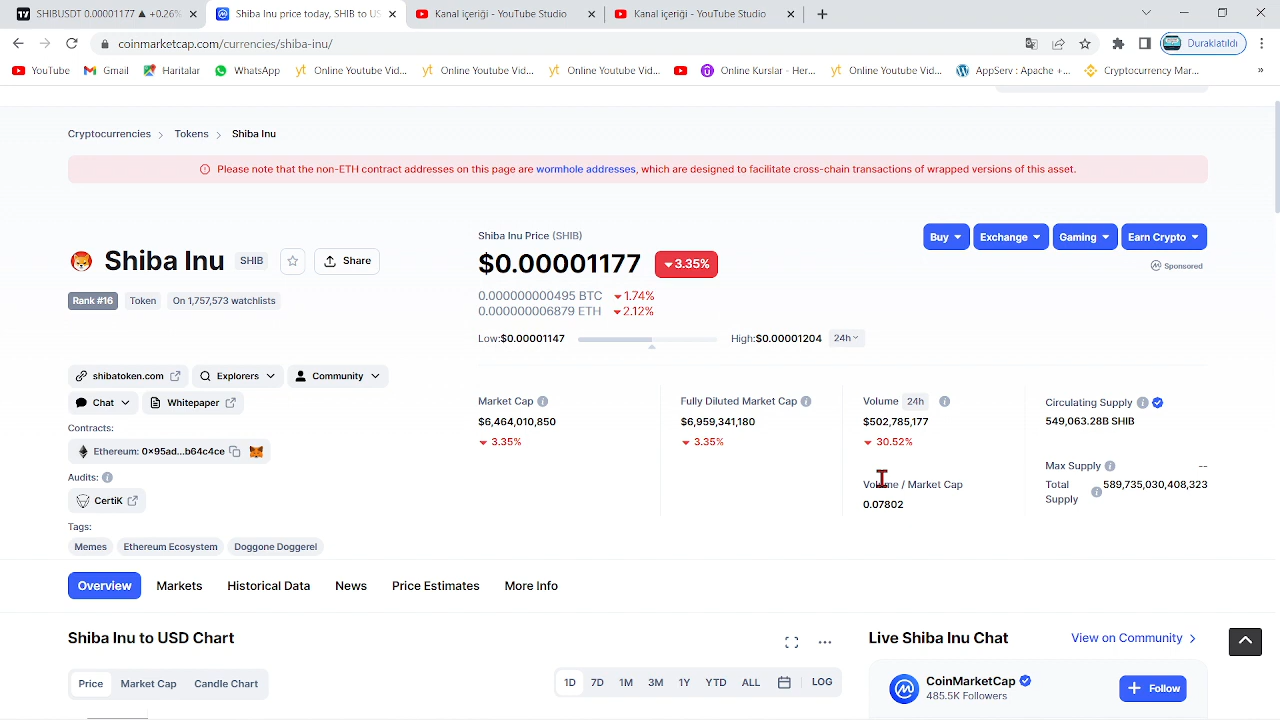 SHIBUSDT 0.00001177 ▲ +0.26%
Shiba Inu price today, SHIB to US
Kanal içeriği - YouTube Studio
Kanal içeriği - YouTube Studio
coinmarketcap.com/currencies/shiba-inu/
Duraklatıldı
YouTube
Gmail
Haritalar
WhatsApp
Online Youtube Vid...
Online Youtube Vid...
Online Youtube Vid...
Online Kurslar - Her...
Online Youtube Vid...
AppServ : Apache +...
Cryptocurrency Mar...
»
Cryptocurrencies > Tokens > Shiba Inu
Please note that the non-ETH contract addresses on this page are wormhole addresses, which are designed to facilitate cross-chain transactions of wrapped versions of this asset.
Shiba Inu SHIB
Share
Rank #16
Token
On 1,757,573 watchlists
shibatoken.com
Explorers
Community
Chat
Whitepaper
Contracts:
Ethereum: 0x95ad...b64c4ce
Audits:
CertiK
Tags:
Memes
Ethereum Ecosystem
Doggone Doggerel
Shiba Inu Price (SHIB)
$0.00001177 3.35%
0.000000000495 BTC 1.74%
0.000000006879 ETH 2.12%
Low:$0.00001147
High:$0.00001204
24h
Buy
Exchange
Gaming
Earn Crypto
Sponsored
Market Cap
$6,464,010,850
3.35%
Fully Diluted Market Cap
$6,959,341,180
3.35%
Volume 24h
$502,785,177
30.52%
Volume / Market Cap
0.07802
Circulating Supply
549,063.28B SHIB
Max Supply --
Total Supply 589,735,030,408,323
Overview
Markets
Historical Data
News
Price Estimates
More Info
Shiba Inu to USD Chart
Price
Market Cap
Candle Chart
1D
7D
1M
3M
1Y
YTD
ALL
LOG
Live Shiba Inu Chat
View on Community >
CoinMarketCap
485.5K Followers
+ Follow